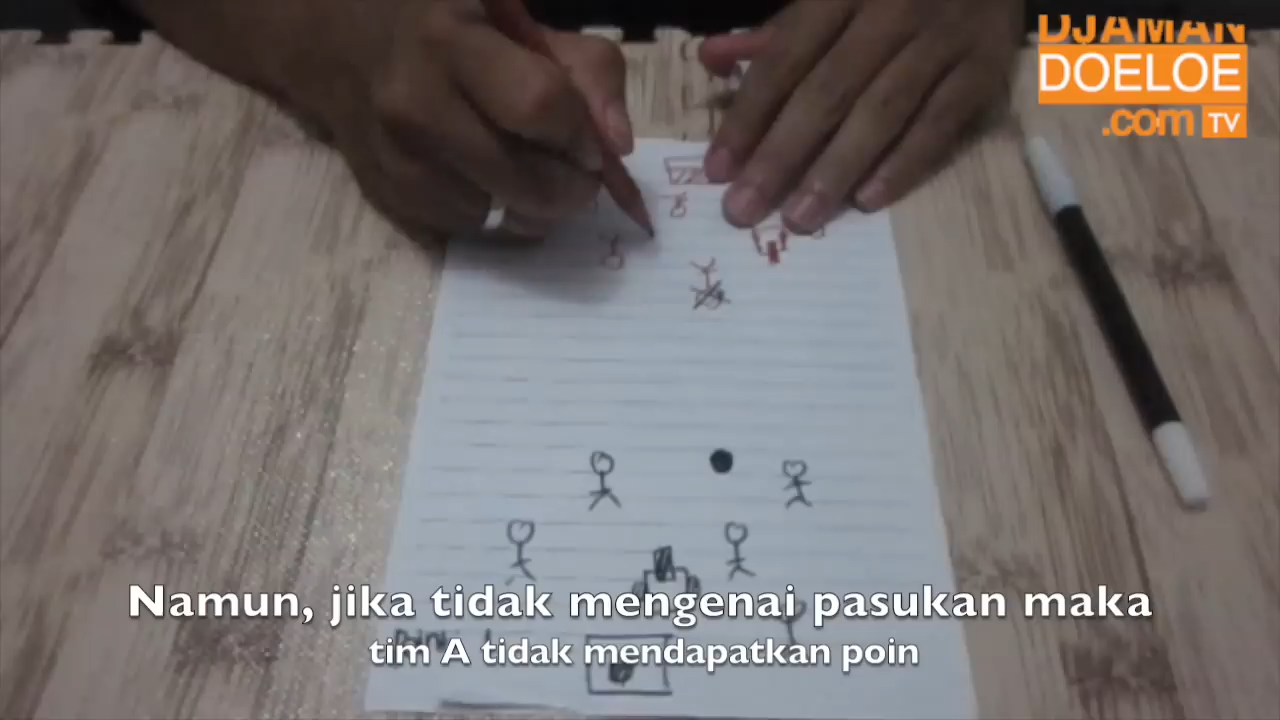 DJAMAN
DOELOE
.com TV
Namun, jika tidak mengenai pasukan maka
tim A tidak mendapatkan poin